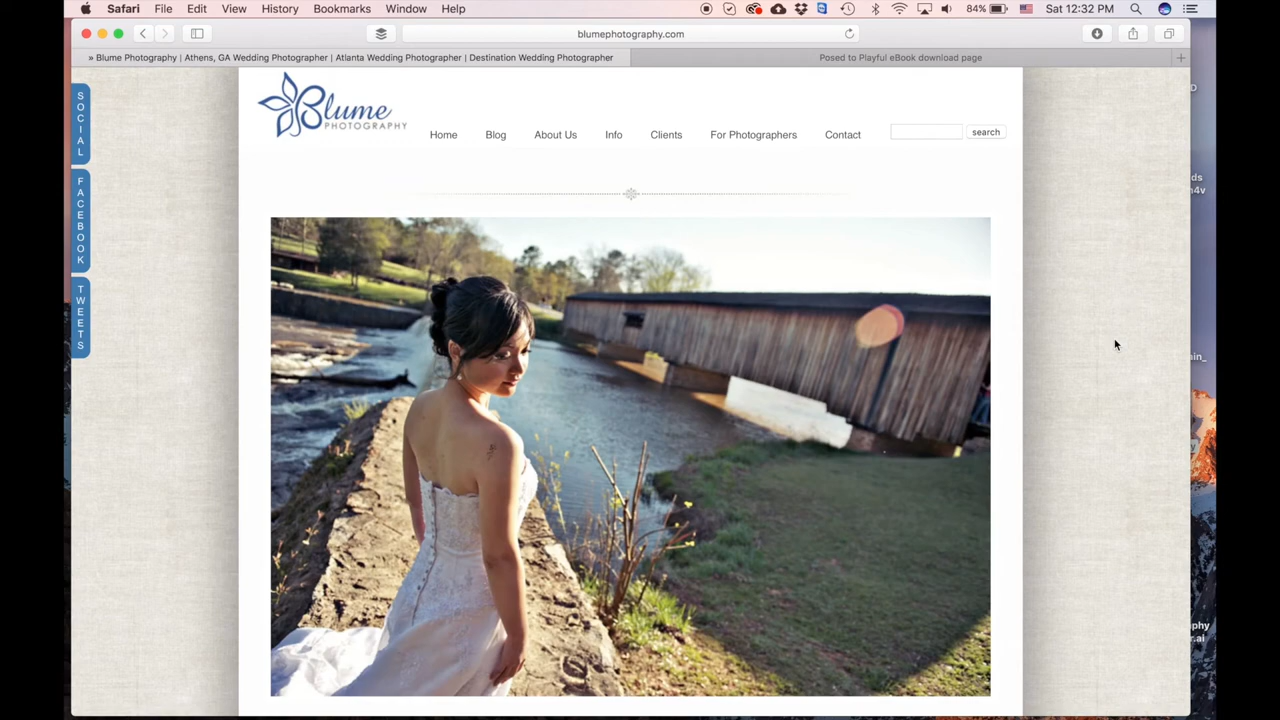 Safari File Edit View History Bookmarks Window Help 84% Sat 12:32 PM
blumephotography.com
» Blume Photography | Athens, GA Wedding Photographer | Atlanta Wedding Photographer | Destination Wedding Photographer
Posed to Playful eBook download page
Blume
PHOTOGRAPHY
Home Blog About Us Info Clients For Photographers Contact search
SOCIAL
FACEBOOK
TWEETS